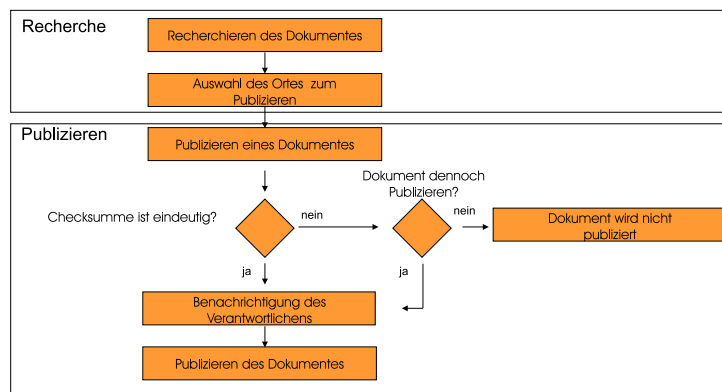 Recherche
Recherchieren des Dokumentes
Auswahl des Ortes zum
Publizieren
Publizieren
Publizieren eines Dokumentes
Dokument dennoch
Publizieren?
Checksumme ist eindeutig?
nein
nein
Dokument wird nicht
publiziert
ja
ja
Benachrichtigung des
Verantwortlichens
Publizieren des Dokumentes